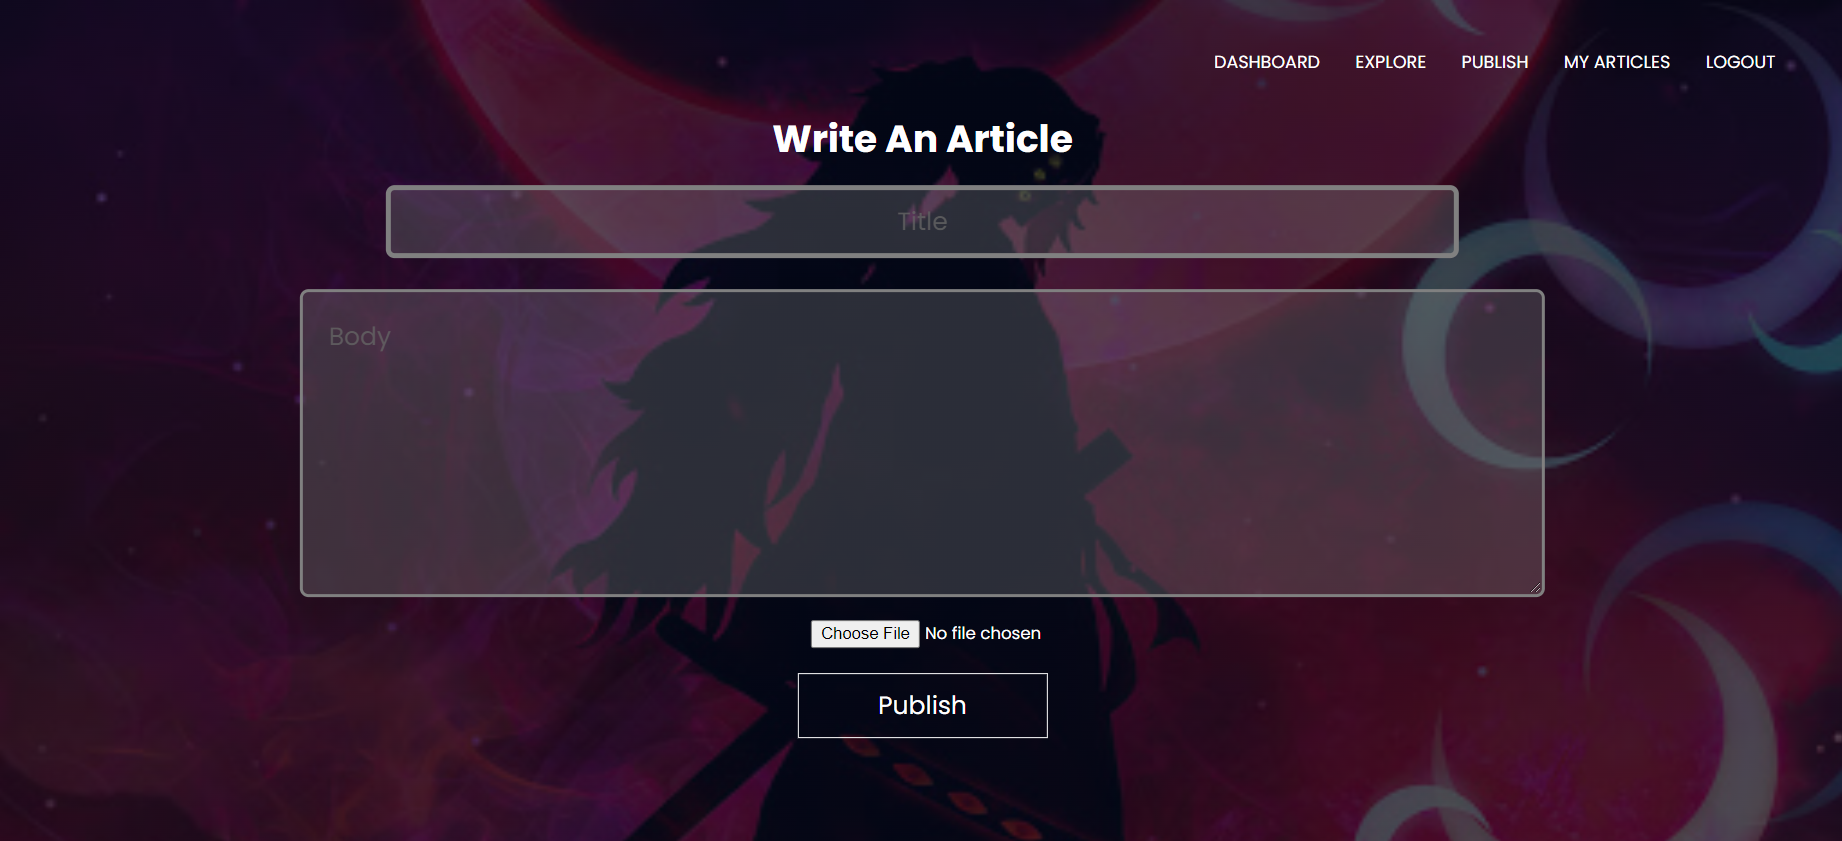 DASHBOARD EXPLORE PUBLISH MY ARTICLES LOGOUT
Write An Article
Title
Body
Choose File No file chosen
Publish